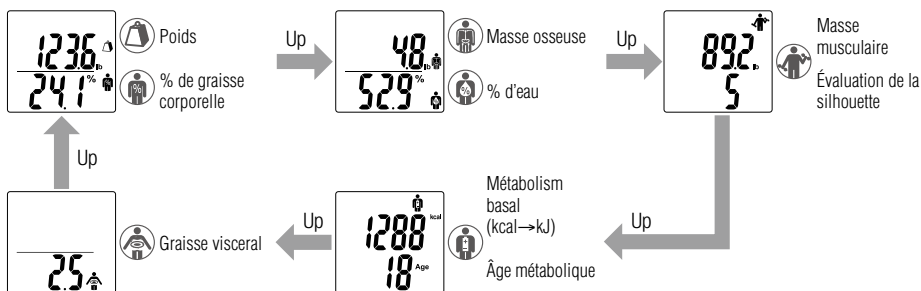 123.6 lb
Poids
24.1 %
% de graisse
corporelle
Up
4.8 lb
Masse osseuse
52.9 %
% d'eau
Up
89.2 lb
5
Masse
musculaire
Évaluation de la
silhouette
Up
1288 kcal
18 Age
Métabolism
basal
(kcal→kJ)
Âge métabolique
Up
2.5
Graisse visceral
Up